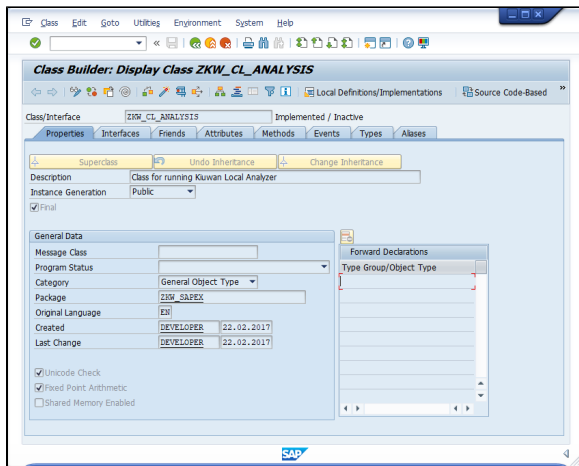 Class Edit Goto Utilities Environment System Help
Class Builder: Display Class ZKW_CL_ANALYSIS
Local Definitions/Implementations Source Code-Based
Class/Interface ZKW_CL_ANALYSIS Implemented / Inactive
Properties Interfaces Friends Attributes Methods Events Types Aliases
Superclass Undo Inheritance Change Inheritance
Description Class for running Kiuwan Local Analyzer
Instance Generation Public
Final
General Data
Message Class Forward Declarations
Program Status Type Group/Object Type
Category General Object Type
Package ZKW_SAPEX
Original Language EN
Created DEVELOPER 22.02.2017
Last Change DEVELOPER 22.02.2017
Unicode Check
Fixed Point Arithmetic
Shared Memory Enabled
SAP